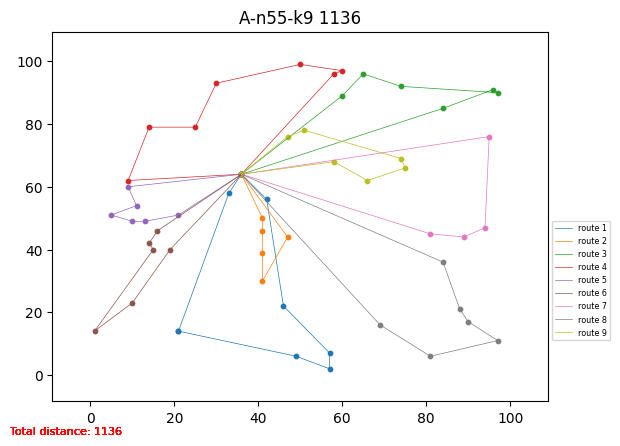 A-n55-k9 1136
100
80
60
40
20
0
0 20 40 60 80 100
route 1
route 2
route 3
route 4
route 5
route 6
route 7
route 8
route 9
Total distance: 1136